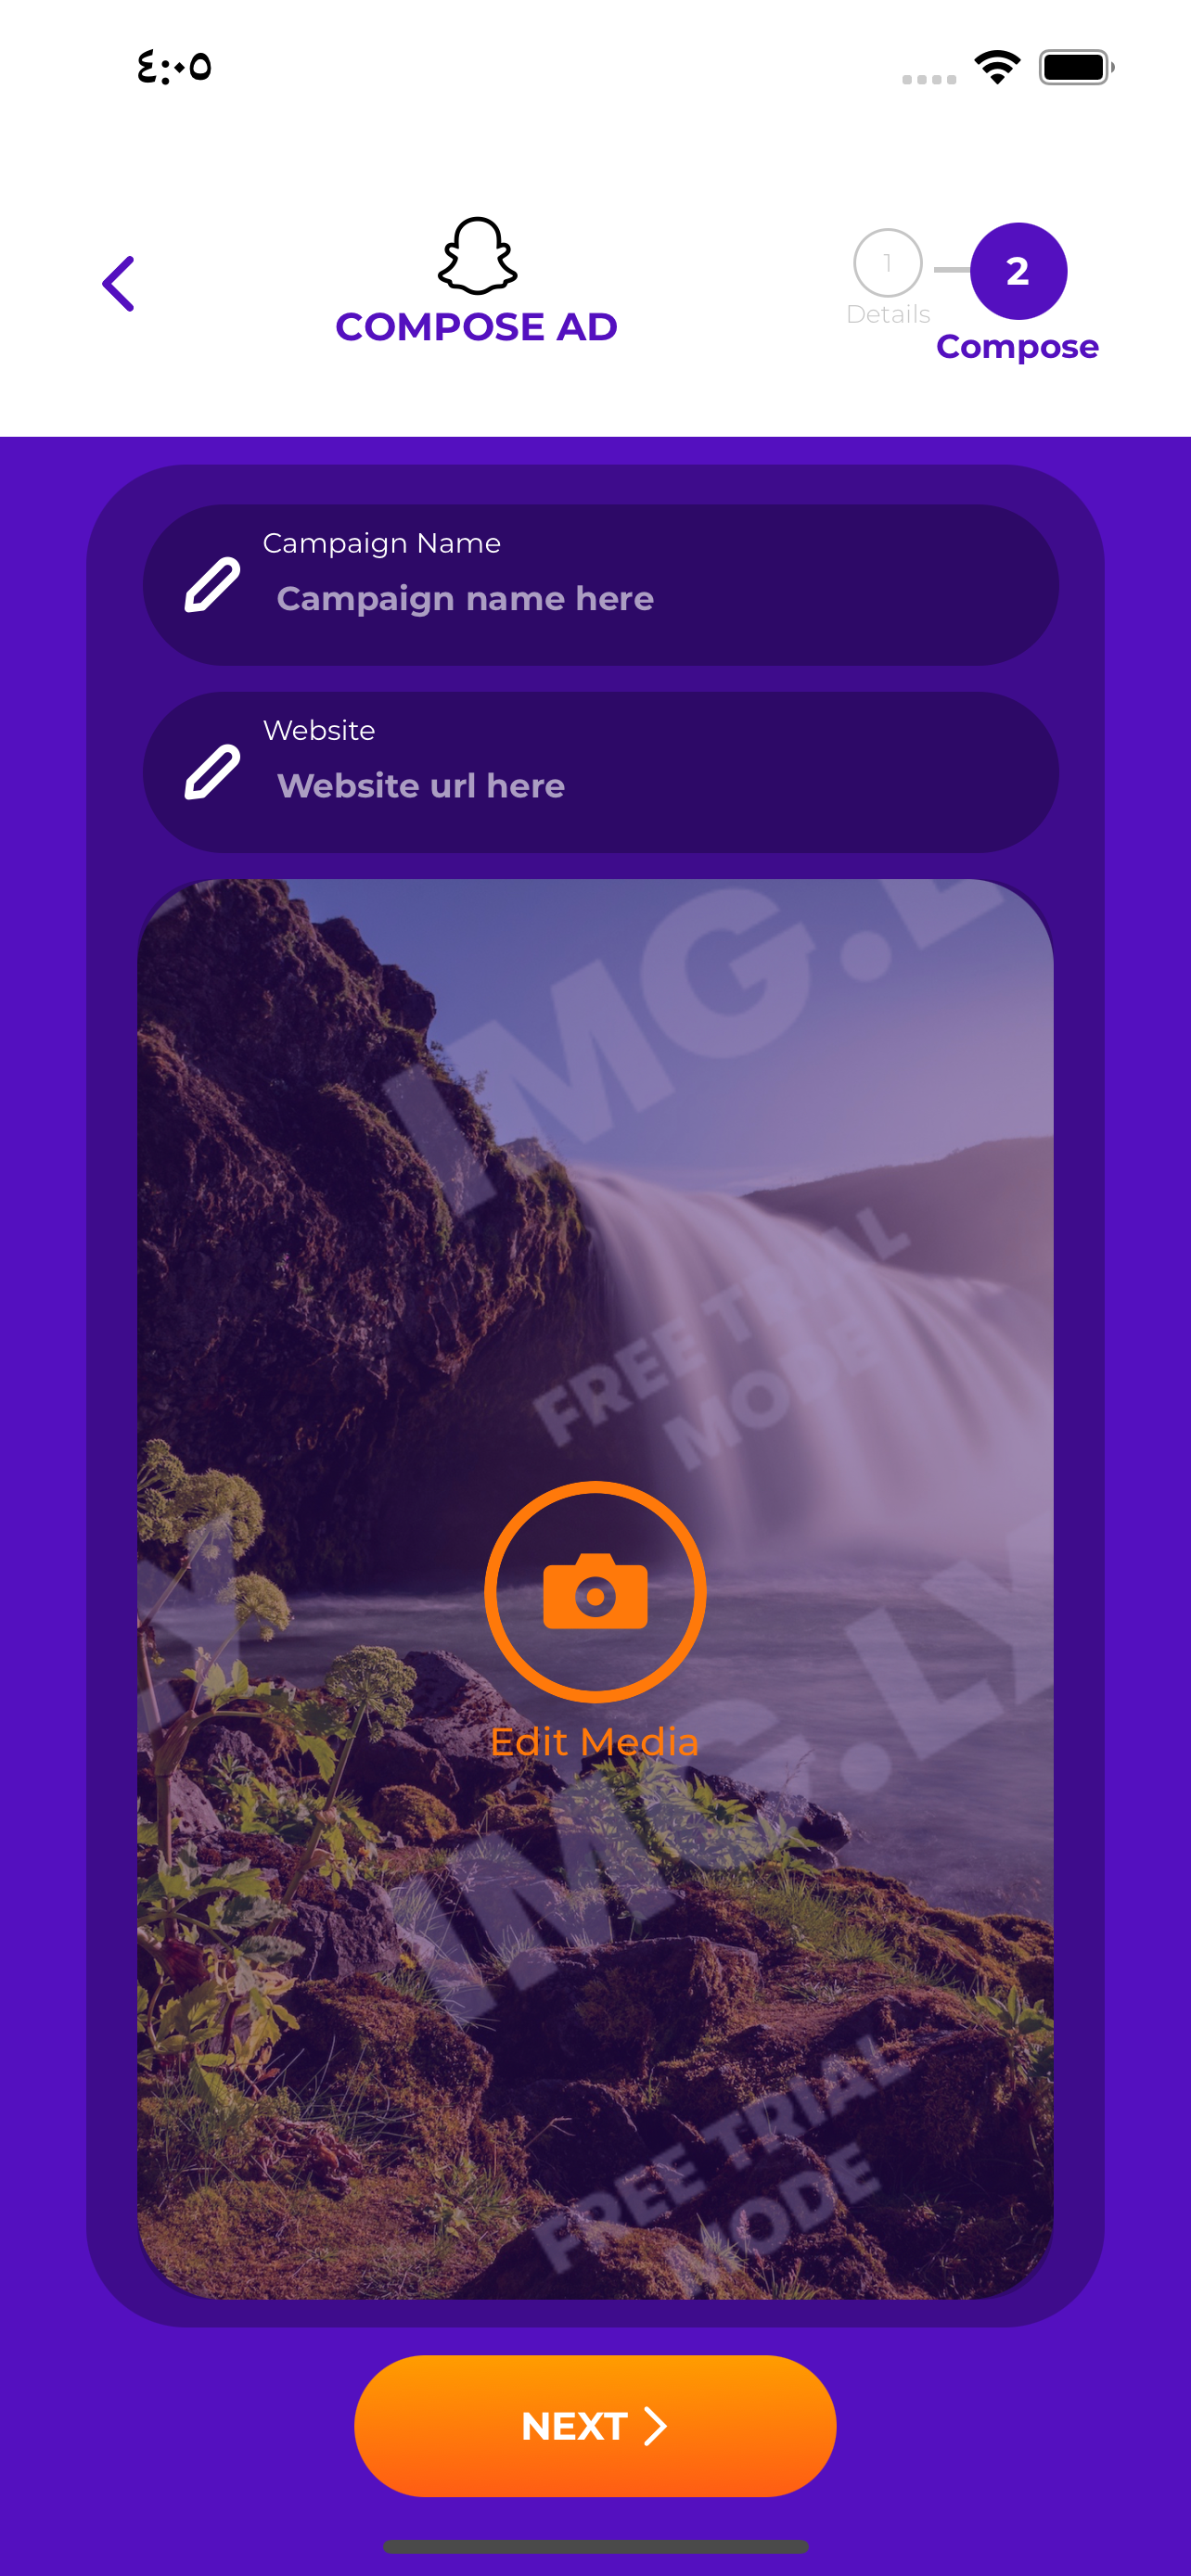 ٤:٠٥
COMPOSE AD
1
Details
2
Compose
Campaign Name
Campaign name here
Website
Website url here
IMG.LY
FREE TRIAL
MODE
Edit Media
IMG.LY
FREE TRIAL
MODE
NEXT